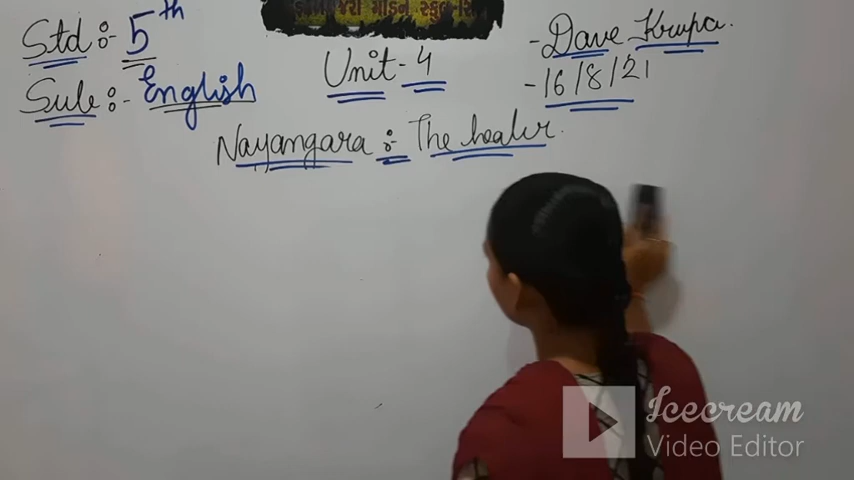 Std :- 5th
Sub :- English
Unit - 4
- Dave Krupa.
- 16/8/21
Nayangara : The healer.
Icecream
Video Editor